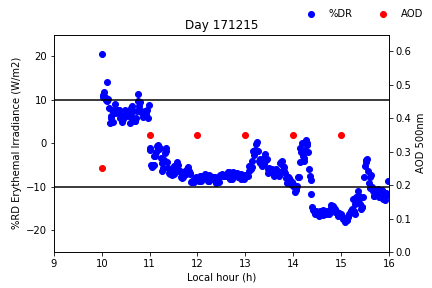 %DR AOD
Day 171215
%RD Erythemal Irradiance (W/m2)
20
10
0
−10
−20
0.6
0.5
0.4
0.3
0.2
0.1
0.0
AOD 500nm
9 10 11 12 13 14 15 16
Local hour (h)